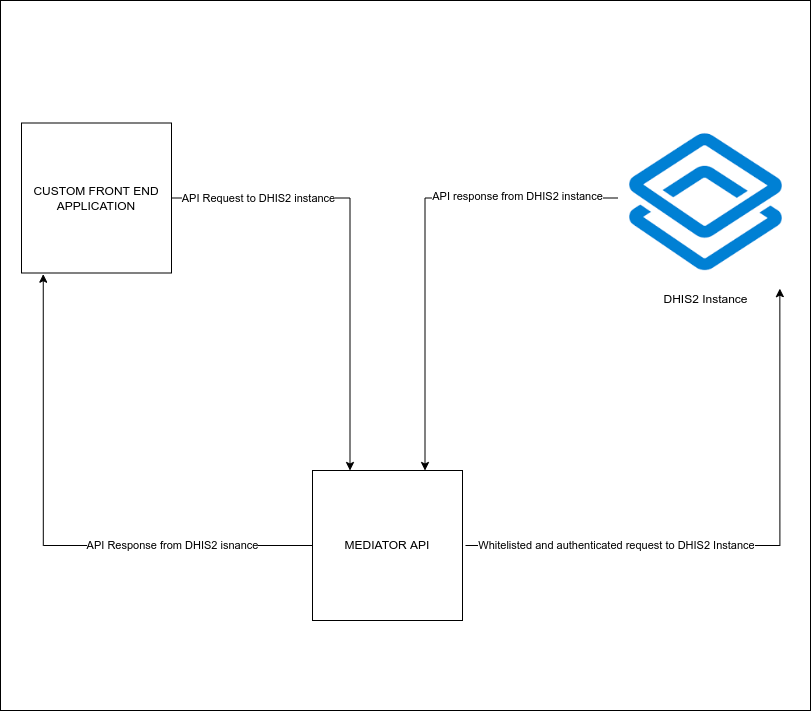 CUSTOM FRONT END
APPLICATION
API Request to DHIS2 instance
API response from DHIS2 instance
DHIS2 Instance
API Response from DHIS2 isnance
MEDIATOR API
Whitelisted and authenticated request to DHIS2 Instance